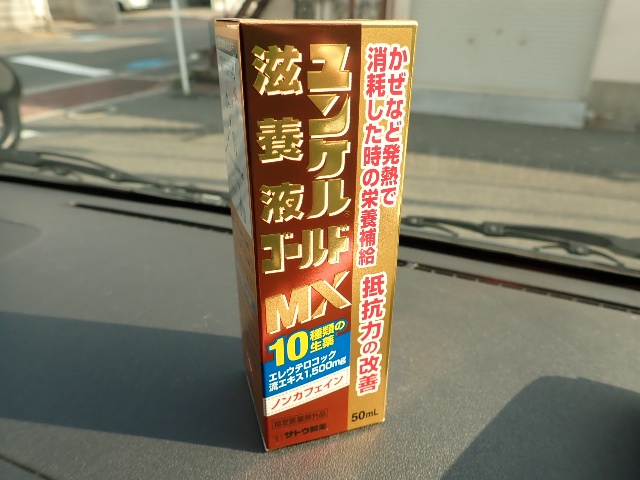 かぜなど発熱で
消耗した時の栄養補給
抵抗力の改善
ユンケル®
滋養液
ゴールド
MX
10種類の
生薬
エレウテロコック
流エキス1,500mg
ノンカフェイン
指定医薬部外品
サトウ製薬
50mL